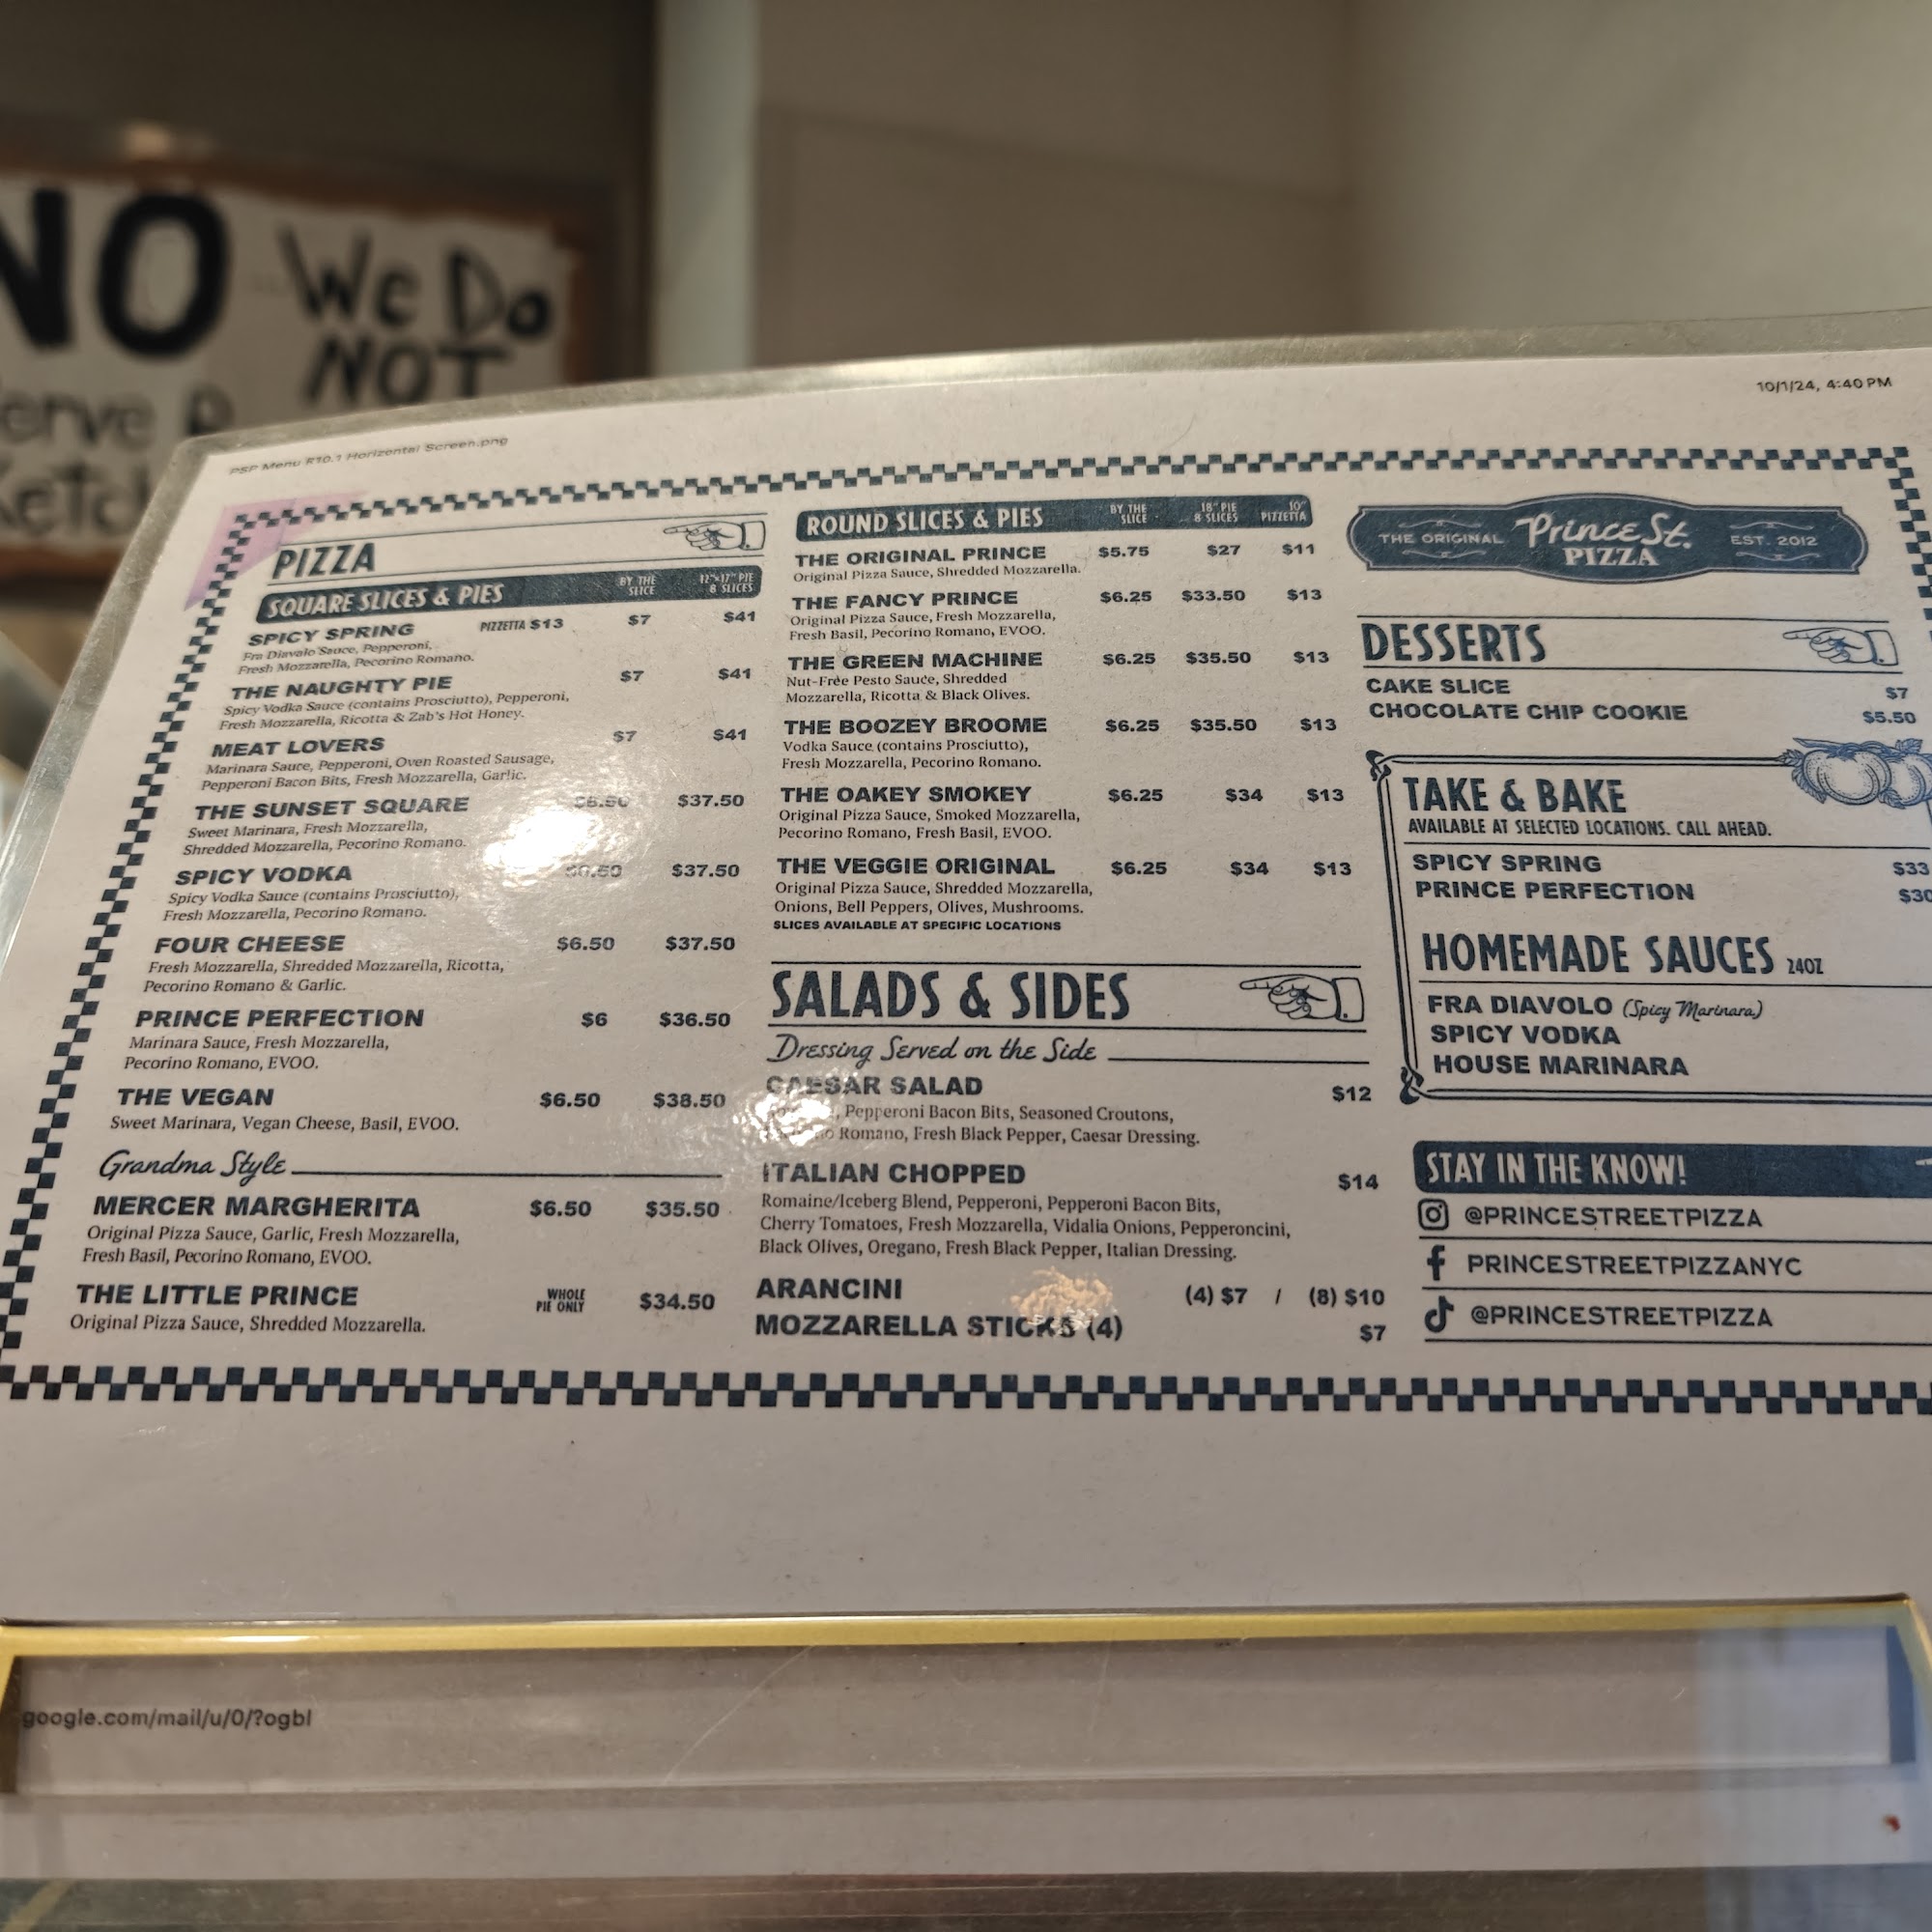 NO
We Do
NOT
PSP Menu R10.1 Horizontal Screen.png
10/1/24, 4:40 PM
PIZZA
SQUARE SLICES & PIES BY THE SLICE 12"x17" PIE 8 SLICES
SPICY SPRING PIZZETTA $13 $7 $41
Fra Diavalo Sauce, Pepperoni,
Fresh Mozzarella, Pecorino Romano.
THE NAUGHTY PIE $7 $41
Spicy Vodka Sauce (contains Prosciutto), Pepperoni,
Fresh Mozzarella, Ricotta & Zab's Hot Honey.
MEAT LOVERS $7 $41
Marinara Sauce, Pepperoni, Oven Roasted Sausage,
Pepperoni Bacon Bits, Fresh Mozzarella, Garlic.
THE SUNSET SQUARE $37.50
Sweet Marinara, Fresh Mozzarella,
Shredded Mozzarella, Pecorino Romano.
SPICY VODKA $37.50
Spicy Vodka Sauce (contains Prosciutto),
Fresh Mozzarella, Pecorino Romano.
FOUR CHEESE $6.50 $37.50
Fresh Mozzarella, Shredded Mozzarella, Ricotta,
Pecorino Romano & Garlic.
PRINCE PERFECTION $6 $36.50
Marinara Sauce, Fresh Mozzarella,
Pecorino Romano, EVOO.
THE VEGAN $6.50 $38.50
Sweet Marinara, Vegan Cheese, Basil, EVOO.
Grandma Style
MERCER MARGHERITA $6.50 $35.50
Original Pizza Sauce, Garlic, Fresh Mozzarella,
Fresh Basil, Pecorino Romano, EVOO.
THE LITTLE PRINCE WHOLE PIE ONLY $34.50
Original Pizza Sauce, Shredded Mozzarella.
ROUND SLICES & PIES BY THE SLICE 18" PIE 8 SLICES 10" PIZZETTA
THE ORIGINAL PRINCE $5.75 $27 $11
Original Pizza Sauce, Shredded Mozzarella.
THE FANCY PRINCE $6.25 $33.50 $13
Original Pizza Sauce, Fresh Mozzarella,
Fresh Basil, Pecorino Romano, EVOO.
THE GREEN MACHINE $6.25 $35.50 $13
Nut-Free Pesto Sauce, Shredded
Mozzarella, Ricotta & Black Olives.
THE BOOZEY BROOME $6.25 $35.50 $13
Vodka Sauce (contains Prosciutto),
Fresh Mozzarella, Pecorino Romano.
THE OAKEY SMOKEY $6.25 $34 $13
Original Pizza Sauce, Smoked Mozzarella,
Pecorino Romano, Fresh Basil, EVOO.
THE VEGGIE ORIGINAL $6.25 $34 $13
Original Pizza Sauce, Shredded Mozzarella,
Onions, Bell Peppers, Olives, Mushrooms.
SLICES AVAILABLE AT SPECIFIC LOCATIONS
SALADS & SIDES
Dressing Served on the Side
CAESAR SALAD $12
Pepperoni Bacon Bits, Seasoned Croutons,
Romano, Fresh Black Pepper, Caesar Dressing.
ITALIAN CHOPPED $14
Romaine/Iceberg Blend, Pepperoni, Pepperoni Bacon Bits,
Cherry Tomatoes, Fresh Mozzarella, Vidalia Onions, Pepperoncini,
Black Olives, Oregano, Fresh Black Pepper, Italian Dressing.
ARANCINI (4) $7 / (8) $10
MOZZARELLA STICKS (4) $7
THE ORIGINAL Prince St. PIZZA EST. 2012
DESSERTS
CAKE SLICE $7
CHOCOLATE CHIP COOKIE $5.50
TAKE & BAKE
AVAILABLE AT SELECTED LOCATIONS. CALL AHEAD.
SPICY SPRING $33
PRINCE PERFECTION $30
HOMEMADE SAUCES 24OZ
FRA DIAVOLO (Spicy Marinara)
SPICY VODKA
HOUSE MARINARA
STAY IN THE KNOW!
@PRINCESTREETPIZZA
PRINCESTREETPIZZANYC
@PRINCESTREETPIZZA
google.com/mail/u/0/?ogbl